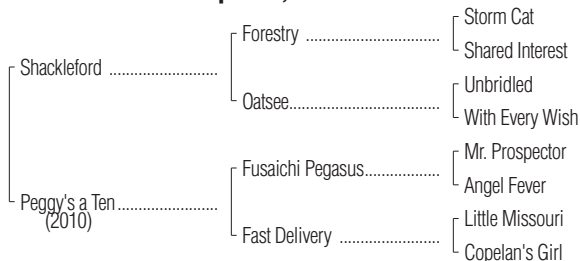 Storm Cat
Forestry
Shared Interest
Shackleford
Unbridled
Oatsee
With Every Wish
Mr. Prospector
Fusaichi Pegasus
Angel Fever
Peggy's a Ten
(2010)
Little Missouri
Fast Delivery
Copelan's Girl